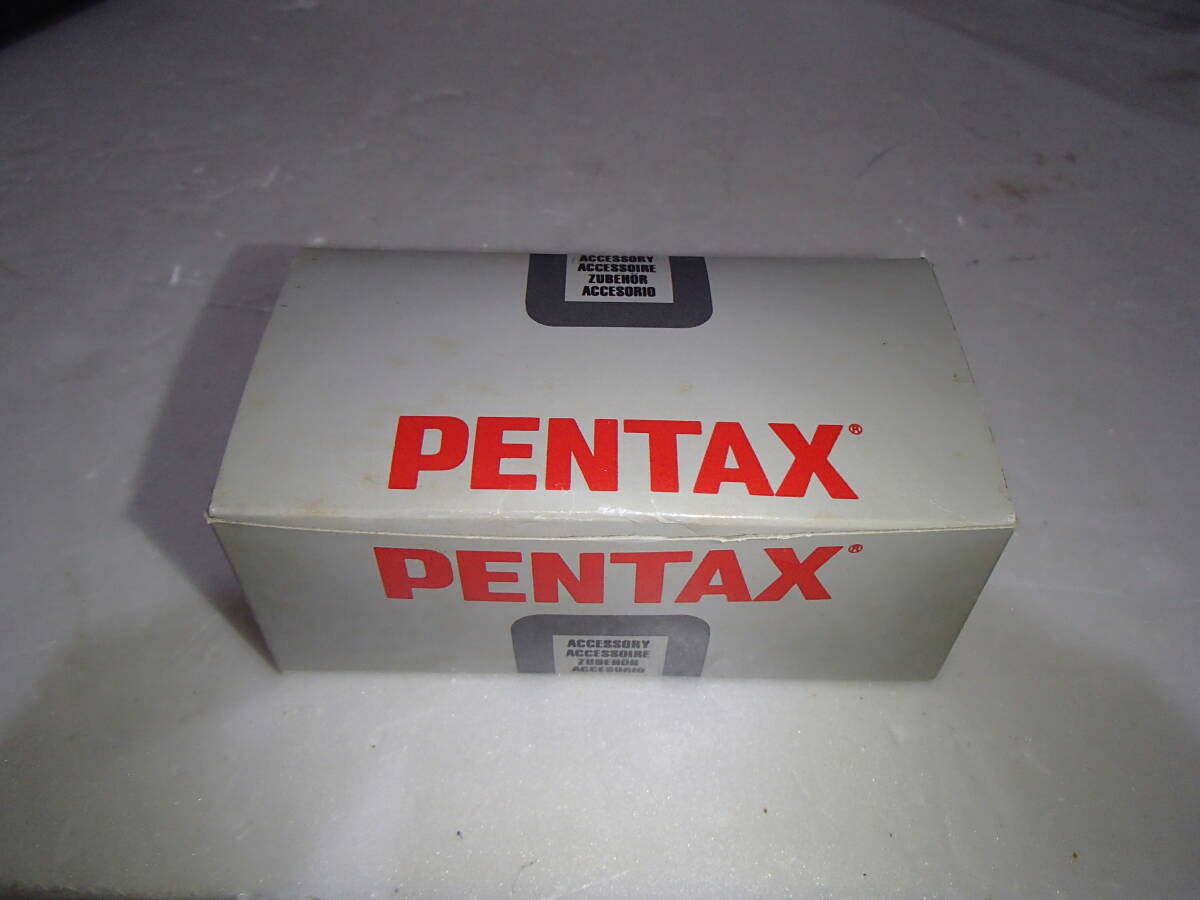 ACCESSORY
ACCESSOIRE
ZUBEHÖR
ACCESORIO
PENTAX®
PENTAX®
ACCESSORY
ACCESSOIRE
ZUBEHÖR
ACCESORIO